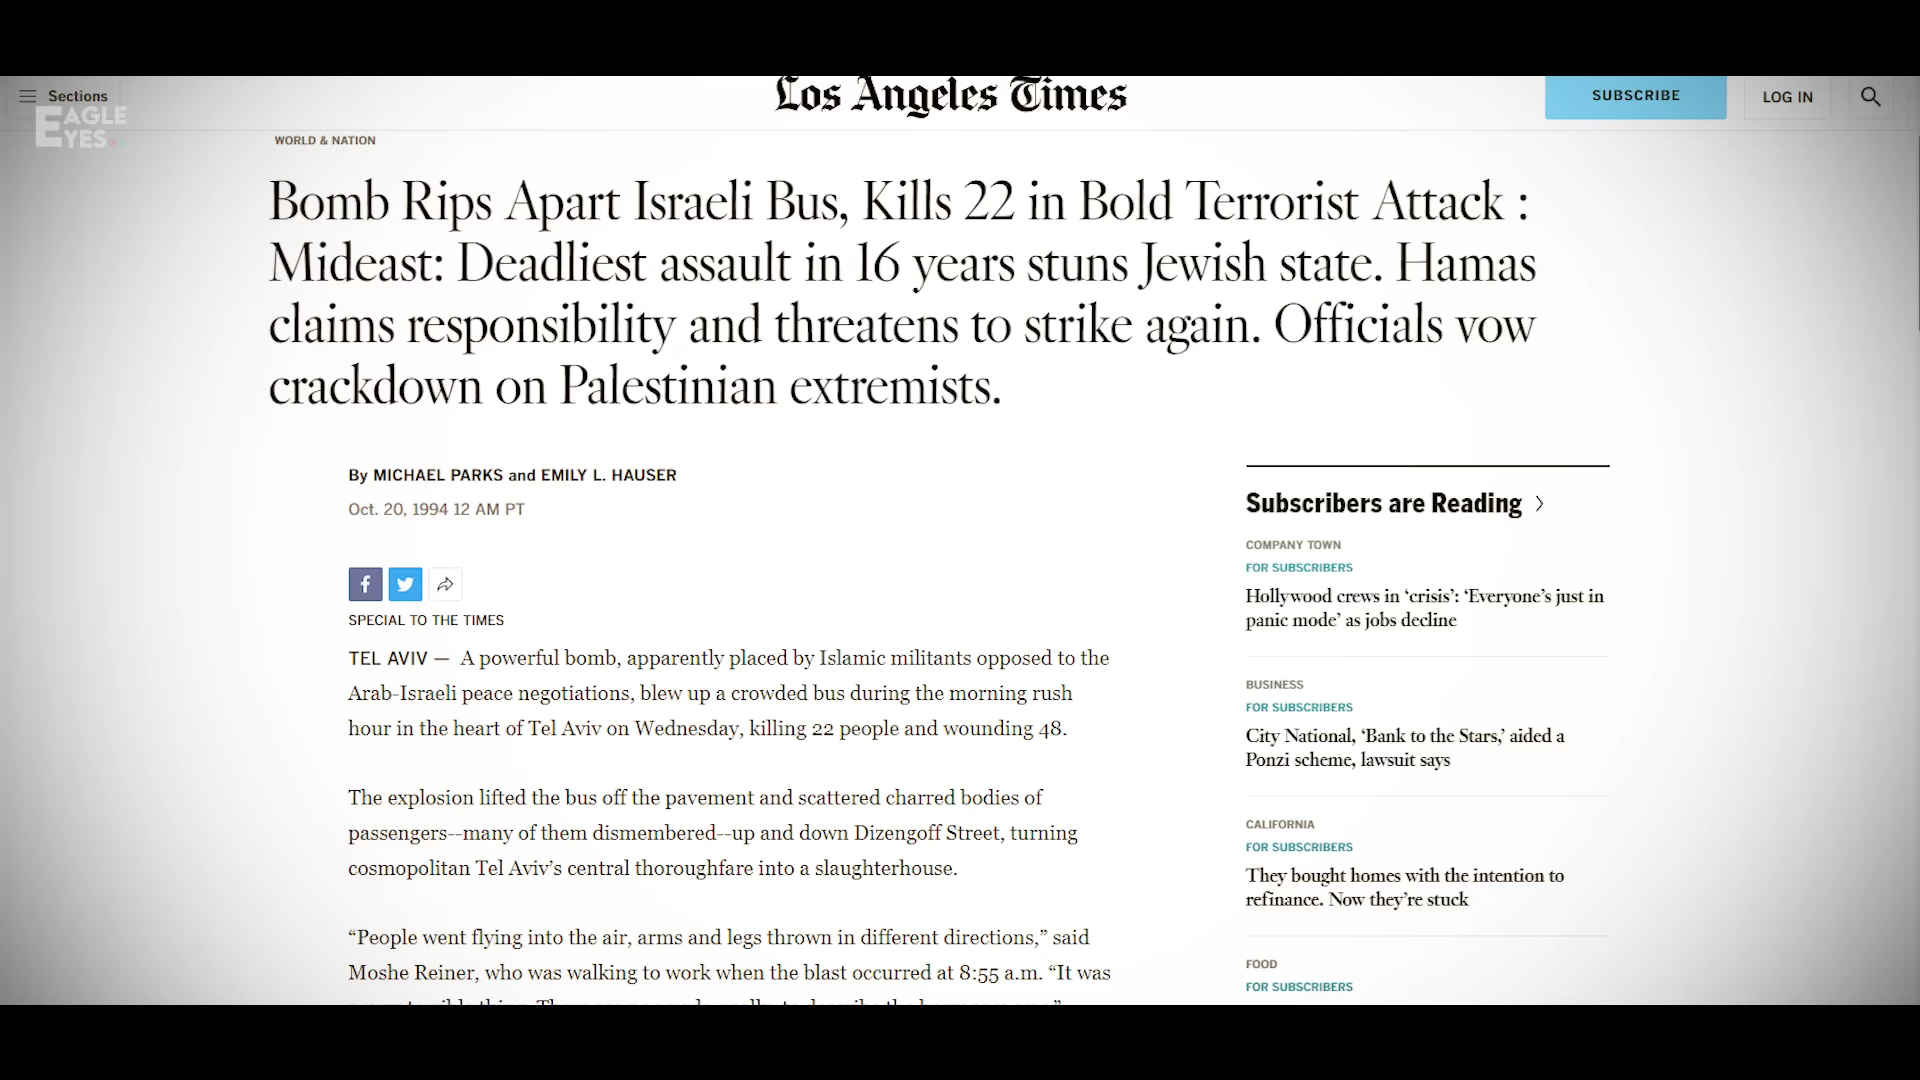 Sections
EAGLE
EYES.
Los Angeles Times
SUBSCRIBE
LOG IN
WORLD & NATION
Bomb Rips Apart Israeli Bus, Kills 22 in Bold Terrorist Attack :
Mideast: Deadliest assault in 16 years stuns Jewish state. Hamas
claims responsibility and threatens to strike again. Officials vow
crackdown on Palestinian extremists.
By MICHAEL PARKS and EMILY L. HAUSER
Oct. 20, 1994 12 AM PT
SPECIAL TO THE TIMES
TEL AVIV — A powerful bomb, apparently placed by Islamic militants opposed to the
Arab-Israeli peace negotiations, blew up a crowded bus during the morning rush
hour in the heart of Tel Aviv on Wednesday, killing 22 people and wounding 48.
The explosion lifted the bus off the pavement and scattered charred bodies of
passengers--many of them dismembered--up and down Dizengoff Street, turning
cosmopolitan Tel Aviv’s central thoroughfare into a slaughterhouse.
“People went flying into the air, arms and legs thrown in different directions,” said
Moshe Reiner, who was walking to work when the blast occurred at 8:55 a.m. “It was
Subscribers are Reading
COMPANY TOWN
FOR SUBSCRIBERS
Hollywood crews in ‘crisis’: ‘Everyone’s just in
panic mode’ as jobs decline
BUSINESS
FOR SUBSCRIBERS
City National, ‘Bank to the Stars,’ aided a
Ponzi scheme, lawsuit says
CALIFORNIA
FOR SUBSCRIBERS
They bought homes with the intention to
refinance. Now they’re stuck
FOOD
FOR SUBSCRIBERS